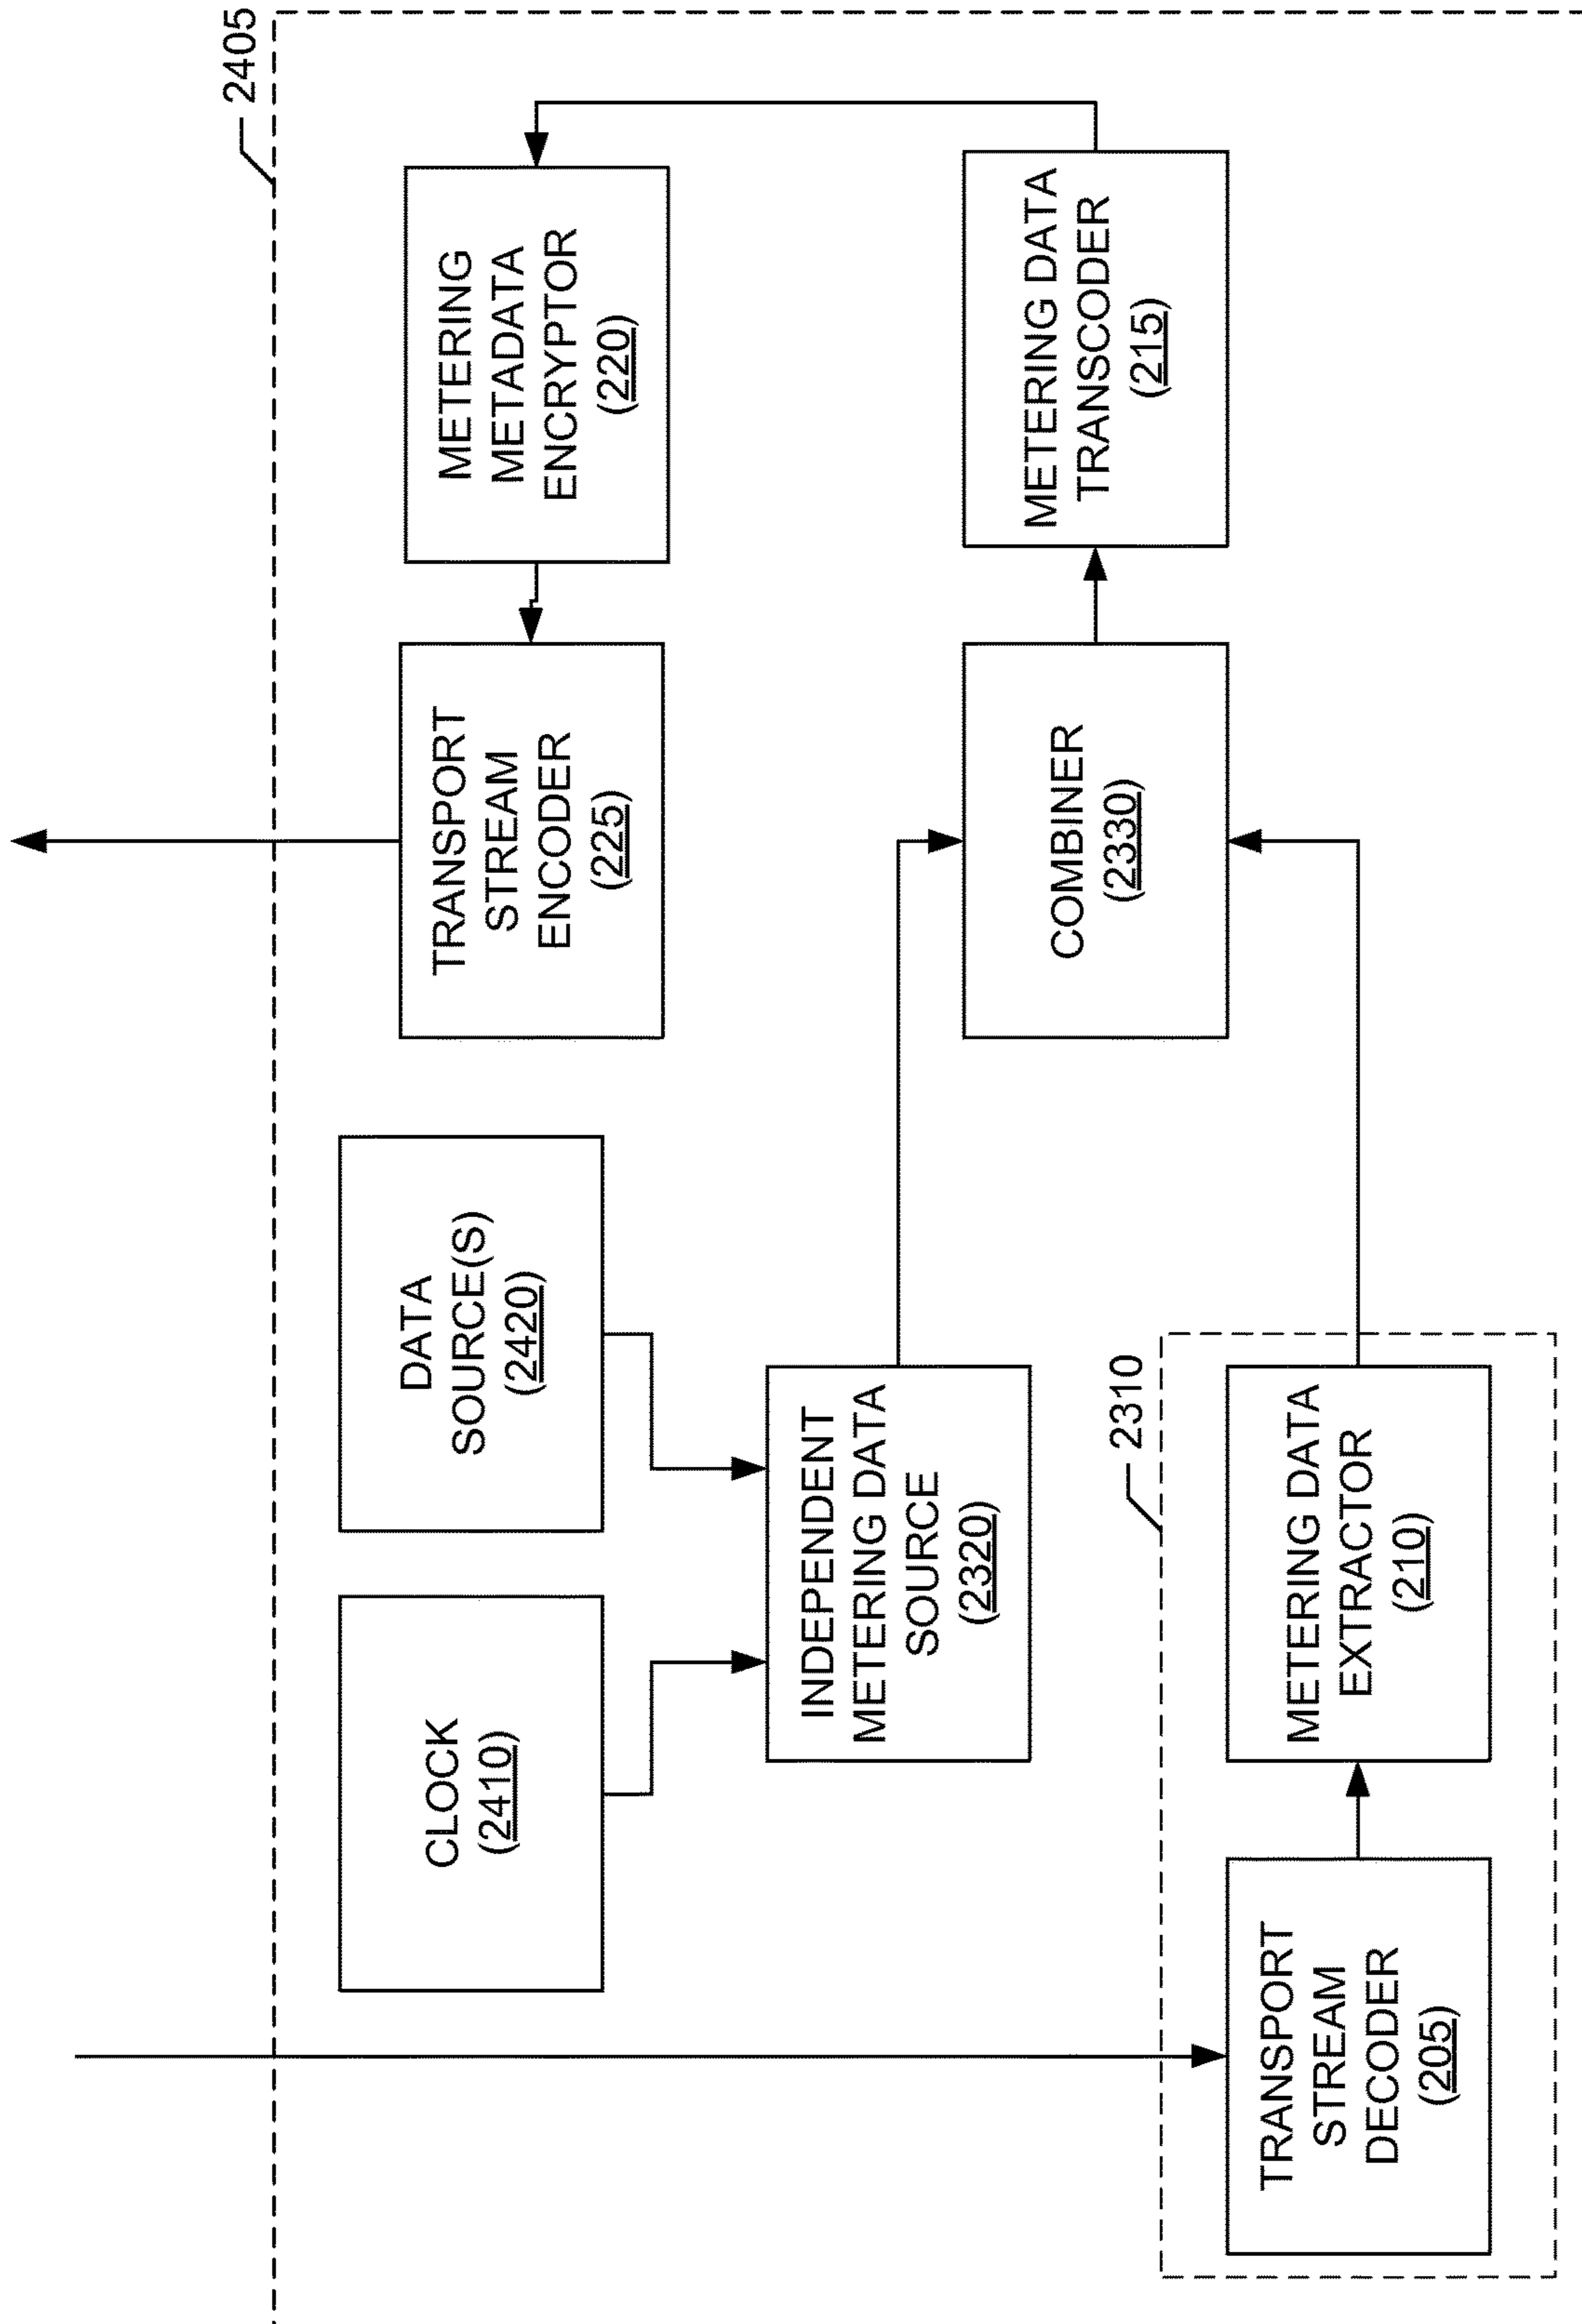 2405
CLOCK
(2410)
DATA
SOURCE(S)
(2420)
TRANSPORT
STREAM
ENCODER
(225)
METERING
METADATA
ENCRYPTOR
(220)
INDEPENDENT
METERING DATA
SOURCE
(2320)
COMBINER
(2330)
METERING DATA
TRANSCODER
(215)
2310
TRANSPORT
STREAM
DECODER
(205)
METERING DATA
EXTRACTOR
(210)